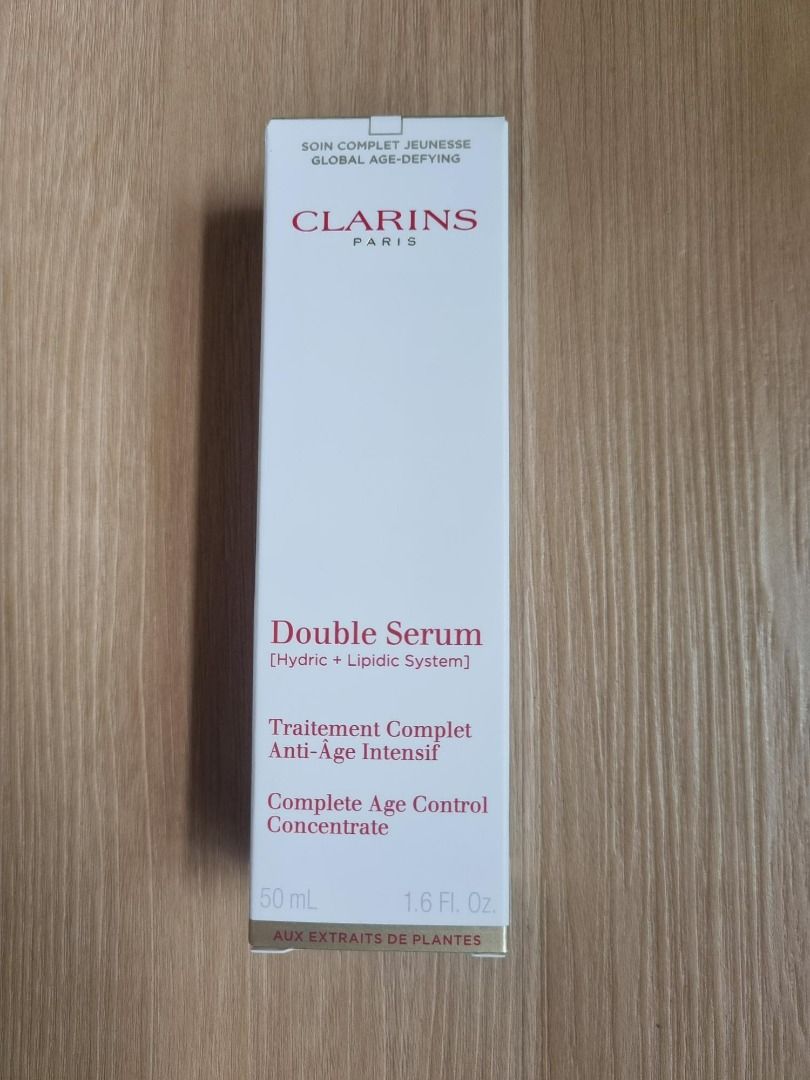 SOIN COMPLET JEUNESSE
GLOBAL AGE-DEFYING
CLARINS
PARIS
Double Serum
[Hydric + Lipidic System]
Traitement Complet
Anti-Âge Intensif
Complete Age Control
Concentrate
50 mL 1.6 Fl. Oz.
AUX EXTRAITS DE PLANTES